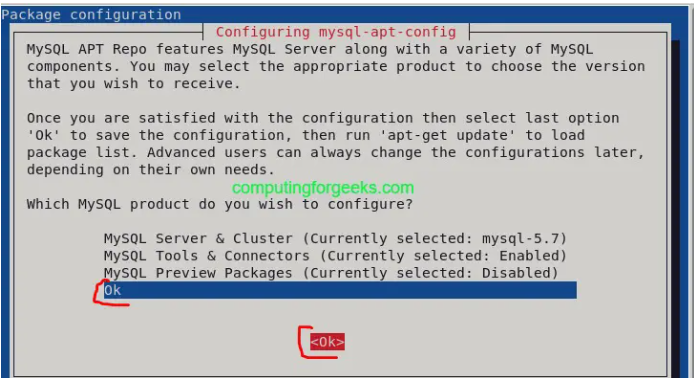 Package configuration
Configuring mysql-apt-config
MySQL APT Repo features MySQL Server along with a variety of MySQL
components. You may select the appropriate product to choose the version
that you wish to receive.
Once you are satisfied with the configuration then select last option
'Ok' to save the configuration, then run 'apt-get update' to load
package list. Advanced users can always change the configurations later,
depending on their own needs.
computingforgeeks.com
Which MySQL product do you wish to configure?
MySQL Server & Cluster (Currently selected: mysql-5.7)
MySQL Tools & Connectors (Currently selected: Enabled)
MySQL Preview Packages (Currently selected: Disabled)
Ok
<Ok>